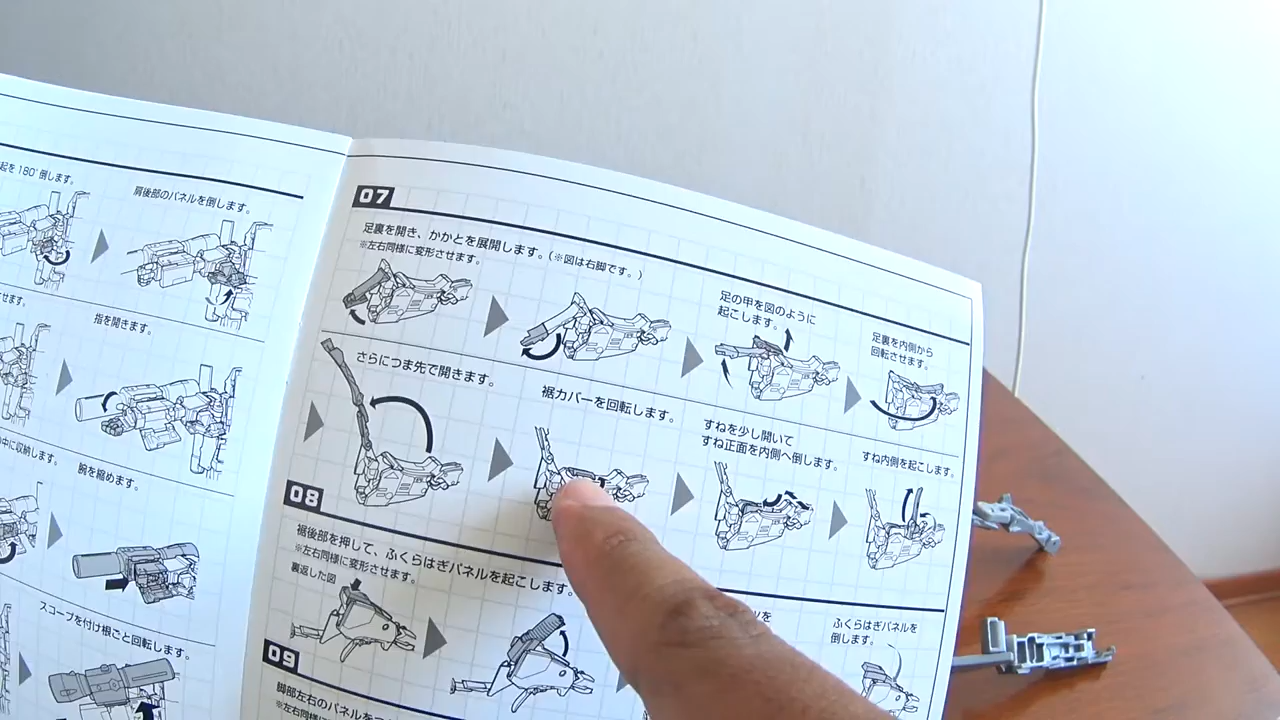 起を180°倒します。
肩後部のパネルを倒します。
させます。
指を開きます。
中に収納します。
腕を縮めます。
スコープを付け根ごと回転します。
07
足裏を開き、かかとを展開します。(※図は右脚です。)
※左右同様に変形させます。
足の甲を図のように
起こします。
足裏を内側から
回転させます。
さらにつま先で開きます。
裾カバーを回転します。
すねを少し開いて
すね正面を内側へ倒します。
すね内側を起こします。
08
裾後部を押して、ふくらはぎパネルを起こします。
※左右同様に変形させます。
裏返した図
ふくらはぎパネルを
倒します。
09
脚部左右のパネルを